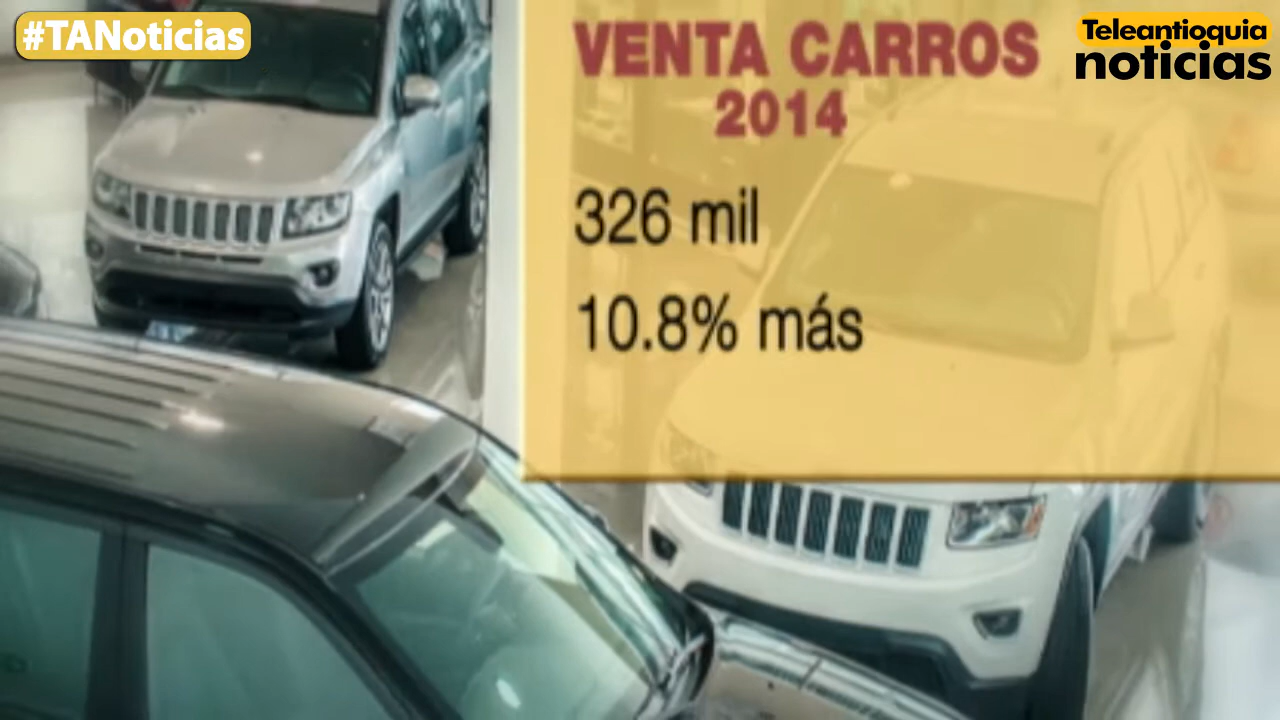 #TANoticias
VENTA CARROS
2014
326 mil
10.8% más
Teleantioquia
noticias